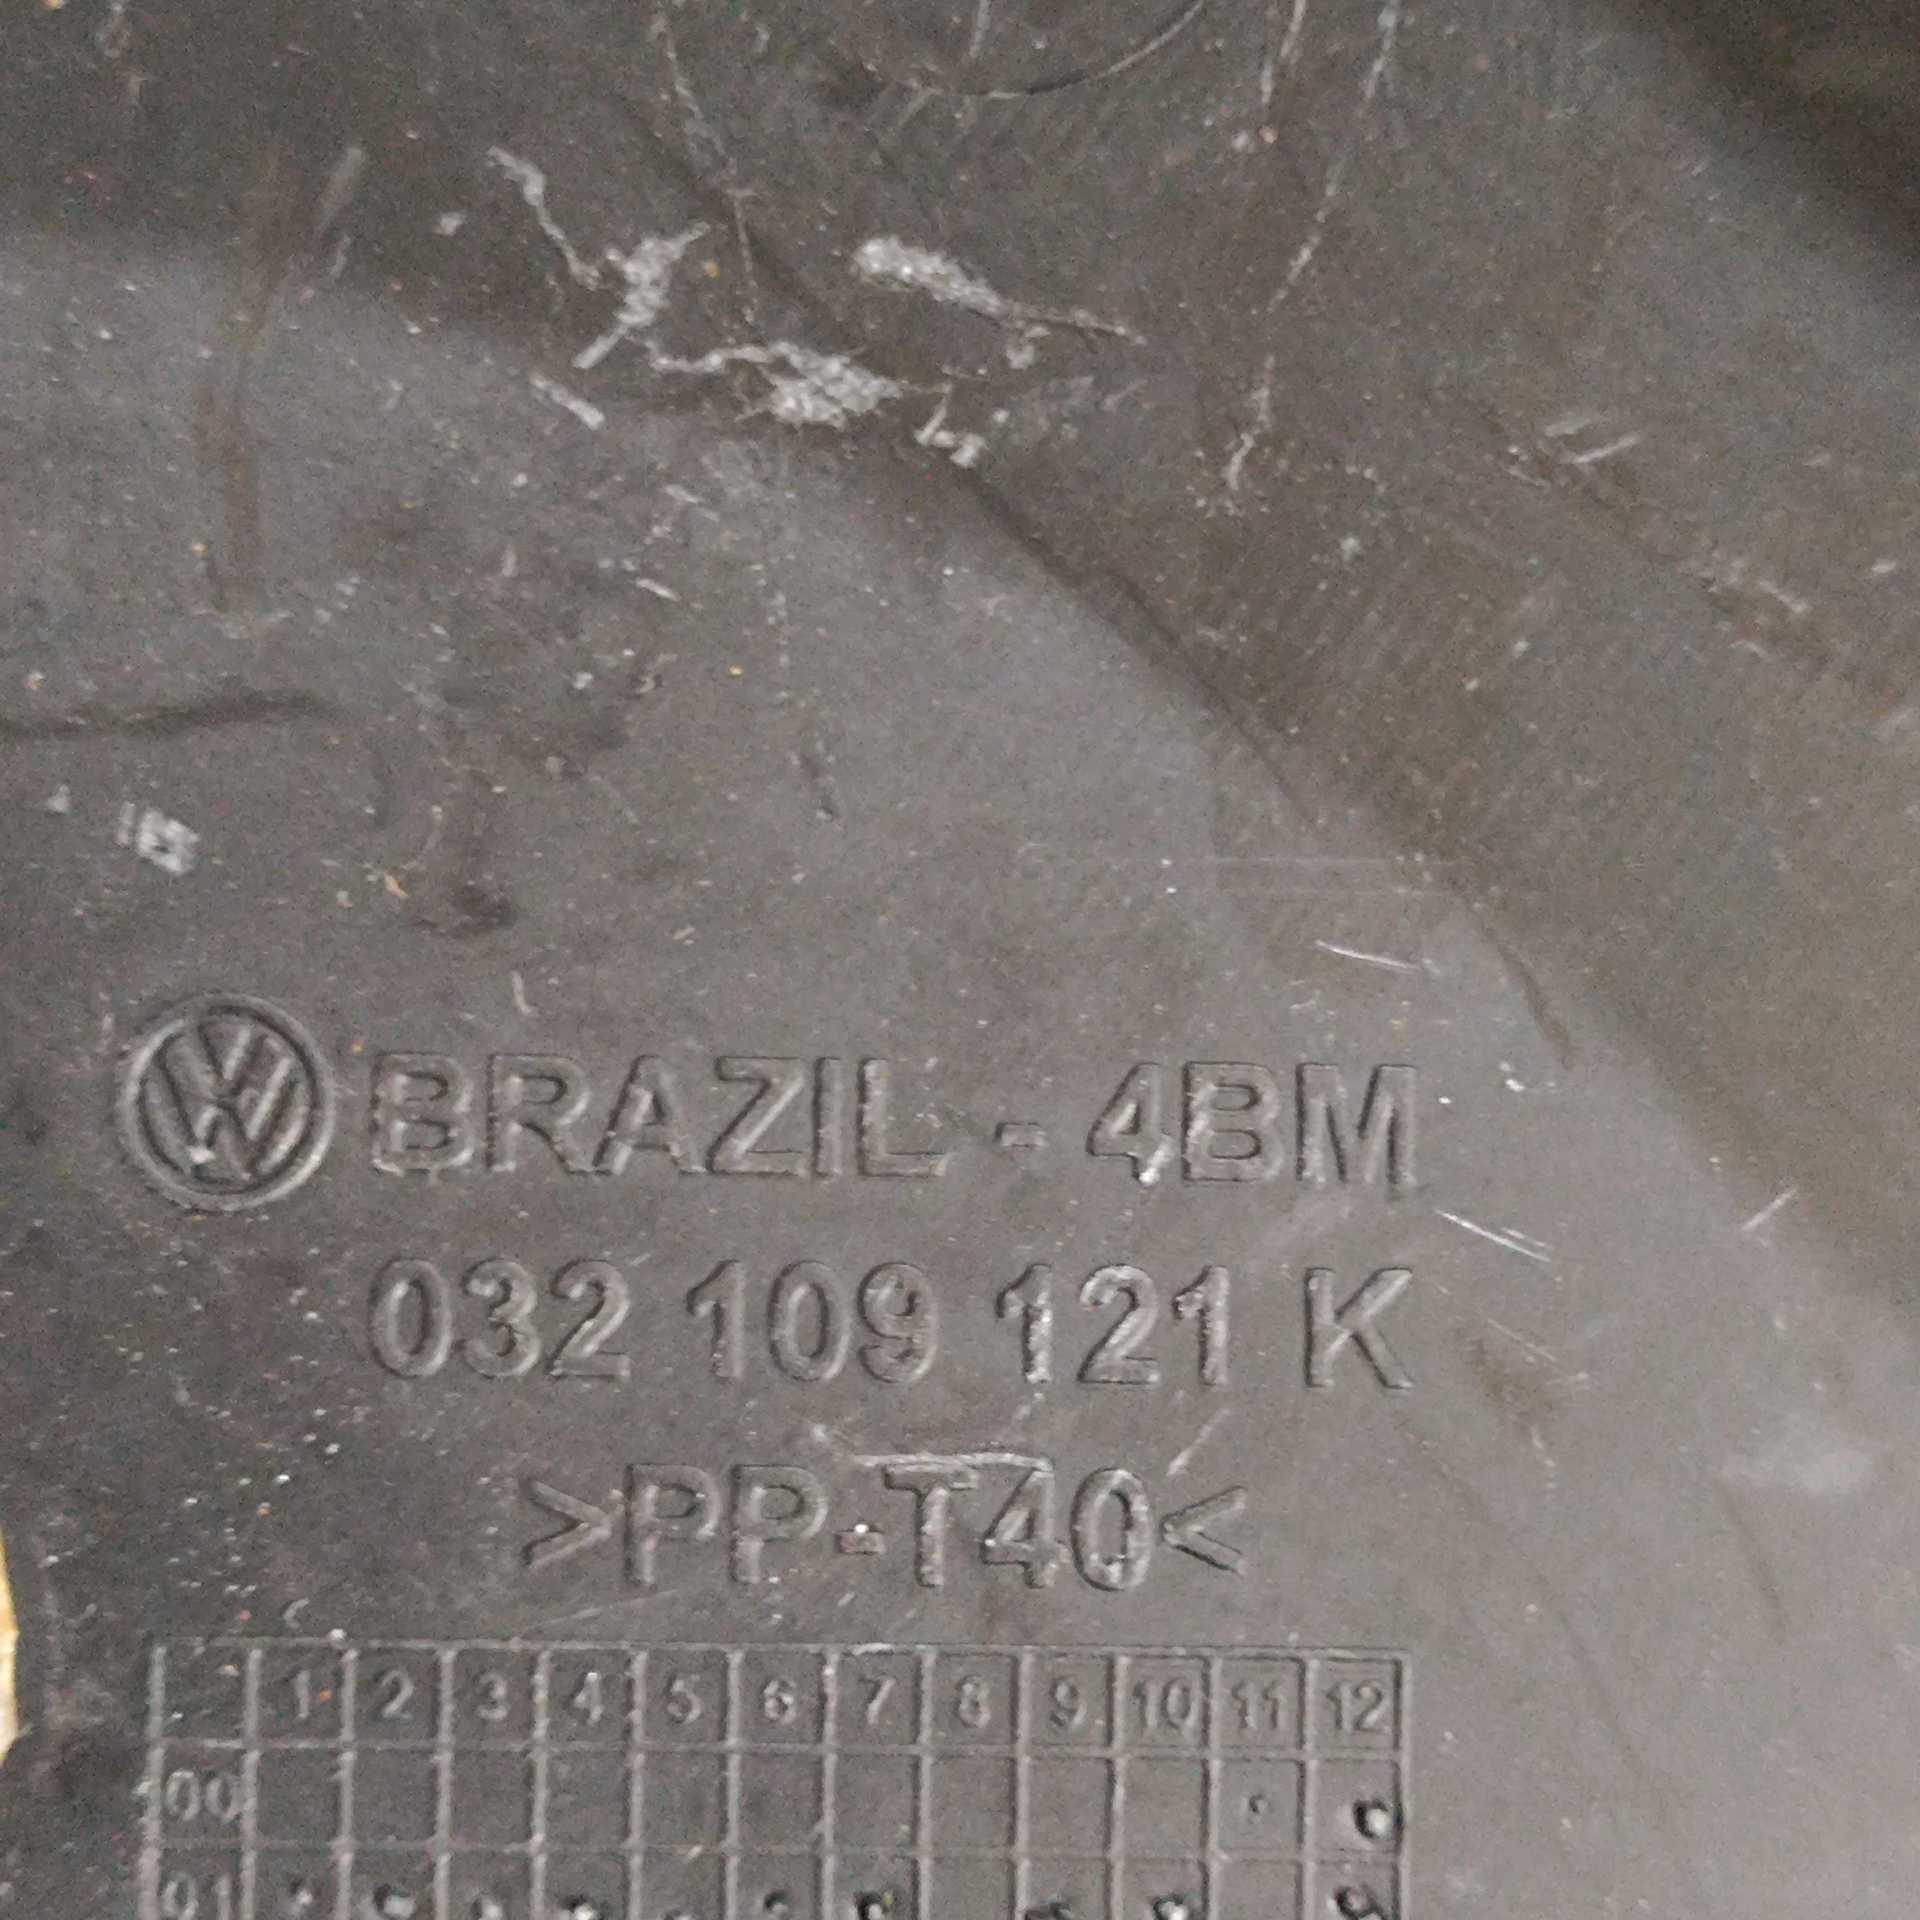 BRAZIL - 4BM
032 109 121 K
>PP-T40<
1 2 3 4 5 6 7 8 9 10 11 12
00
01